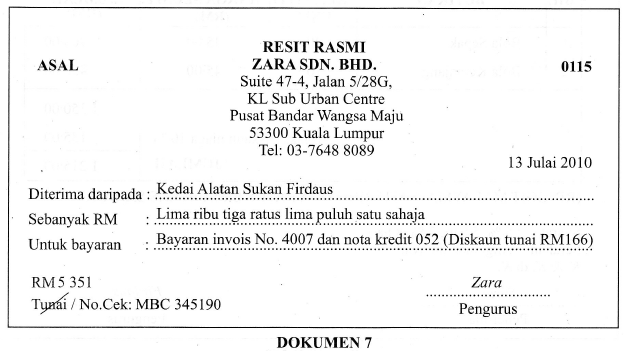 RESIT RASMI
ASAL ZARA SDN. BHD. 0115
Suite 47-4, Jalan 5/28G,
KL Sub Urban Centre
Pusat Bandar Wangsa Maju
53300 Kuala Lumpur
Tel: 03-7648 8089
13 Julai 2010
Diterima daripada : Kedai Alatan Sukan Firdaus
Sebanyak RM : Lima ribu tiga ratus lima puluh satu sahaja
Untuk bayaran : Bayaran invois No. 4007 dan nota kredit 052 (Diskaun tunai RM166)
RM 5 351 Zara
Tunai / No.Cek: MBC 345190
Pengurus
DOKUMEN 7